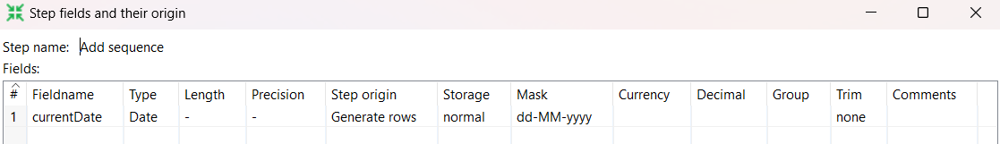 Step fields and their origin
Step name: Add sequence
Fields:
# Fieldname Type Length Precision Step origin Storage Mask Currency Decimal Group Trim Comments
1 currentDate Date - - Generate rows normal dd-MM-yyyy none